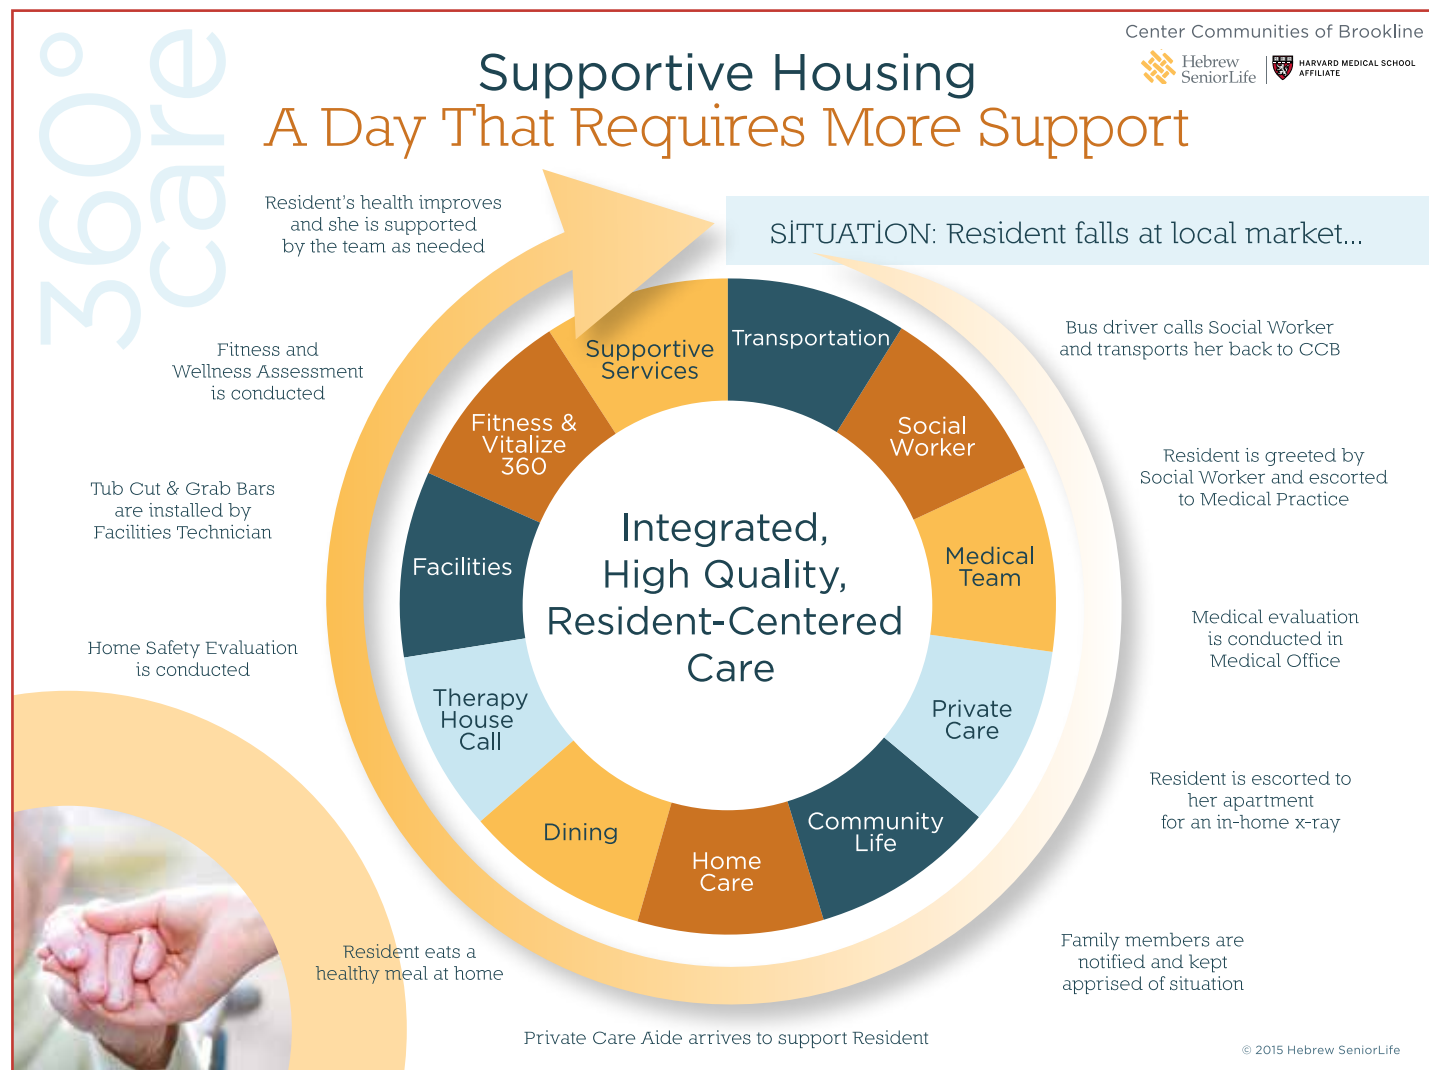 360°
care
Center Communities of Brookline
Hebrew
SeniorLife
HARVARD MEDICAL SCHOOL
AFFILIATE
Supportive Housing
A Day That Requires More Support
SITUATION: Resident falls at local market...
Bus driver calls Social Worker
and transports her back to CCB
Resident is greeted by
Social Worker and escorted
to Medical Practice
Medical evaluation
is conducted in
Medical Office
Resident is escorted to
her apartment
for an in-home x-ray
Family members are
notified and kept
apprised of situation
Private Care Aide arrives to support Resident
Resident eats a
healthy meal at home
Home Safety Evaluation
is conducted
Tub Cut & Grab Bars
are installed by
Facilities Technician
Fitness and
Wellness Assessment
is conducted
Resident's health improves
and she is supported
by the team as needed
Transportation
Social
Worker
Medical
Team
Private
Care
Community
Life
Home
Care
Dining
Therapy
House
Call
Facilities
Fitness &
Vitalize
360
Supportive
Services
Integrated,
High Quality,
Resident-Centered
Care
© 2015 Hebrew SeniorLife